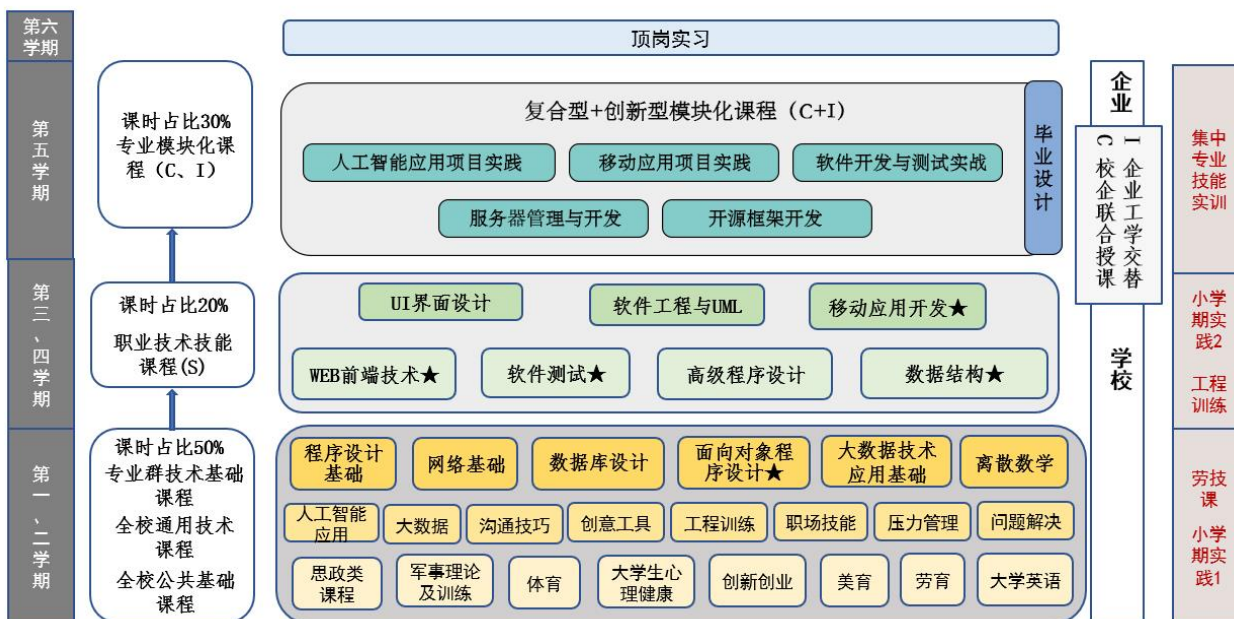 第六
学期
顶岗实习
第五学期
课时占比30%
专业模块化课
程（C、I）
复合型+创新型模块化课程（C+I）
人工智能应用项目实践
移动应用项目实践
软件开发与测试实战
服务器管理与开发
开源框架开发
毕业设计
企业
I 企业工学交替
C 校企联合授课
学校
集中
专业
技能
实训
第三、四学期
课时占比20%
职业技术技能
课程(S)
UI界面设计
软件工程与UML
移动应用开发★
WEB前端技术★
软件测试★
高级程序设计
数据结构★
小学
期实
践2
工程
训练
第一、二学期
课时占比50%
专业群技术基础
课程
全校通用技术
课程
全校公共基础
课程
程序设计
基础
网络基础
数据库设计
面向对象程
序设计★
大数据技术
应用基础
离散数学
人工智能
应用
大数据
沟通技巧
创意工具
工程训练
职场技能
压力管理
问题解决
思政类
课程
军事理论
及训练
体育
大学生心
理健康
创新创业
美育
劳育
大学英语
劳技
课
小学
期实
践1